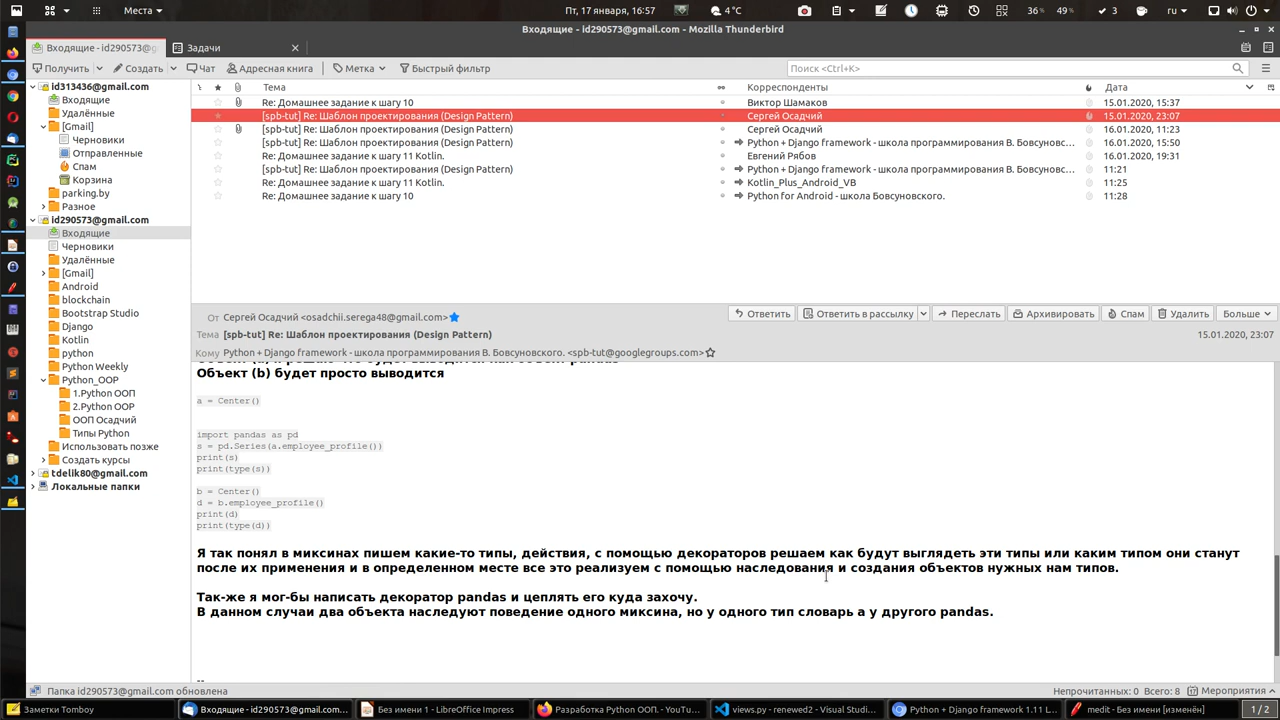 Места
Пт, 17 января, 16:57
4 °C
36%
49%
3
ru
Входящие - id290573@gmail.com - Mozilla Thunderbird
Входящие - id290573@g
Задачи
Получить
Создать
Чат
Адресная книга
Метка
Быстрый фильтр
Поиск <Ctrl+K>
id313436@gmail.com
Входящие
Удалённые
[Gmail]
Черновики
Отправленные
Спам
Корзина
parking.by
Разное
id290573@gmail.com
Входящие
Черновики
Удалённые
[Gmail]
Android
blockchain
Bootstrap Studio
Django
Kotlin
python
Python Weekly
Python_OOP
1.Python ООП
2.Python OOP
ООП Осадчий
Типы Python
Использовать позже
Создать курсы
tdelik80@gmail.com
Локальные папки
Тема
Корреспонденты
Дата
Re: Домашнее задание к шагу 10
Виктор Шамаков
15.01.2020, 15:37
[spb-tut] Re: Шаблон проектирования (Design Pattern)
Сергей Осадчий
15.01.2020, 23:07
[spb-tut] Re: Шаблон проектирования (Design Pattern)
Сергей Осадчий
16.01.2020, 11:23
[spb-tut] Re: Шаблон проектирования (Design Pattern)
Python + Django framework - школа программирования В. Бовсуновс...
16.01.2020, 15:50
Re: Домашнее задание к шагу 11 Kotlin.
Евгений Рябов
16.01.2020, 19:31
[spb-tut] Re: Шаблон проектирования (Design Pattern)
Python + Django framework - школа программирования В. Бовсуновс...
11:21
Re: Домашнее задание к шагу 11 Kotlin.
Kotlin_Plus_Android_VB
11:25
Re: Домашнее задание к шагу 10
Python for Android - школа Бовсуновского.
11:28
От Сергей Осадчий <osadchii.serega48@gmail.com>
Ответить
Ответить в рассылку
Переслать
Архивировать
Спам
Удалить
Больше
Тема [spb-tut] Re: Шаблон проектирования (Design Pattern)
15.01.2020, 23:07
Кому Python + Django framework - школа программирования В. Бовсуновского. <spb-tut@googlegroups.com>
Объект (b) будет просто выводится
a = Center()
import pandas as pd
s = pd.Series(a.employee_profile())
print(s)
print(type(s))
b = Center()
d = b.employee_profile()
print(d)
print(type(d))
Я так понял в миксинах пишем какие-то типы, действия, с помощью декораторов решаем как будут выглядеть эти типы или каким типом они станут
после их применения и в определенном месте все это реализуем с помощью наследования и создания объектов нужных нам типов.
Так-же я мог-бы написать декоратор pandas и цеплять его куда захочу.
В данном случаи два объекта наследуют поведение одного миксина, но у одного тип словарь а у другого pandas.
--
Папка id290573@gmail.com обновлена
Непрочитанных: 0
Всего: 8
Мероприятия
Заметки Tomboy
Входящие - id290573@gmail.com...
Без имени 1 - LibreOffice Impress
Разработка Python ООП. - YouTu...
views.py - renewed2 - Visual Studi...
Python + Django framework 1.11 L...
medit - Без имени [изменён]
1/2